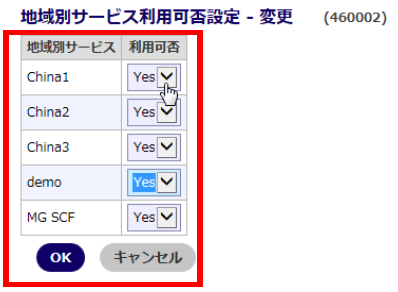 地域別サービス利用可否設定 - 変更 (460002)
地域別サービス 利用可否
China1 Yes
China2 Yes
China3 Yes
demo Yes
MG SCF Yes
OK キャンセル